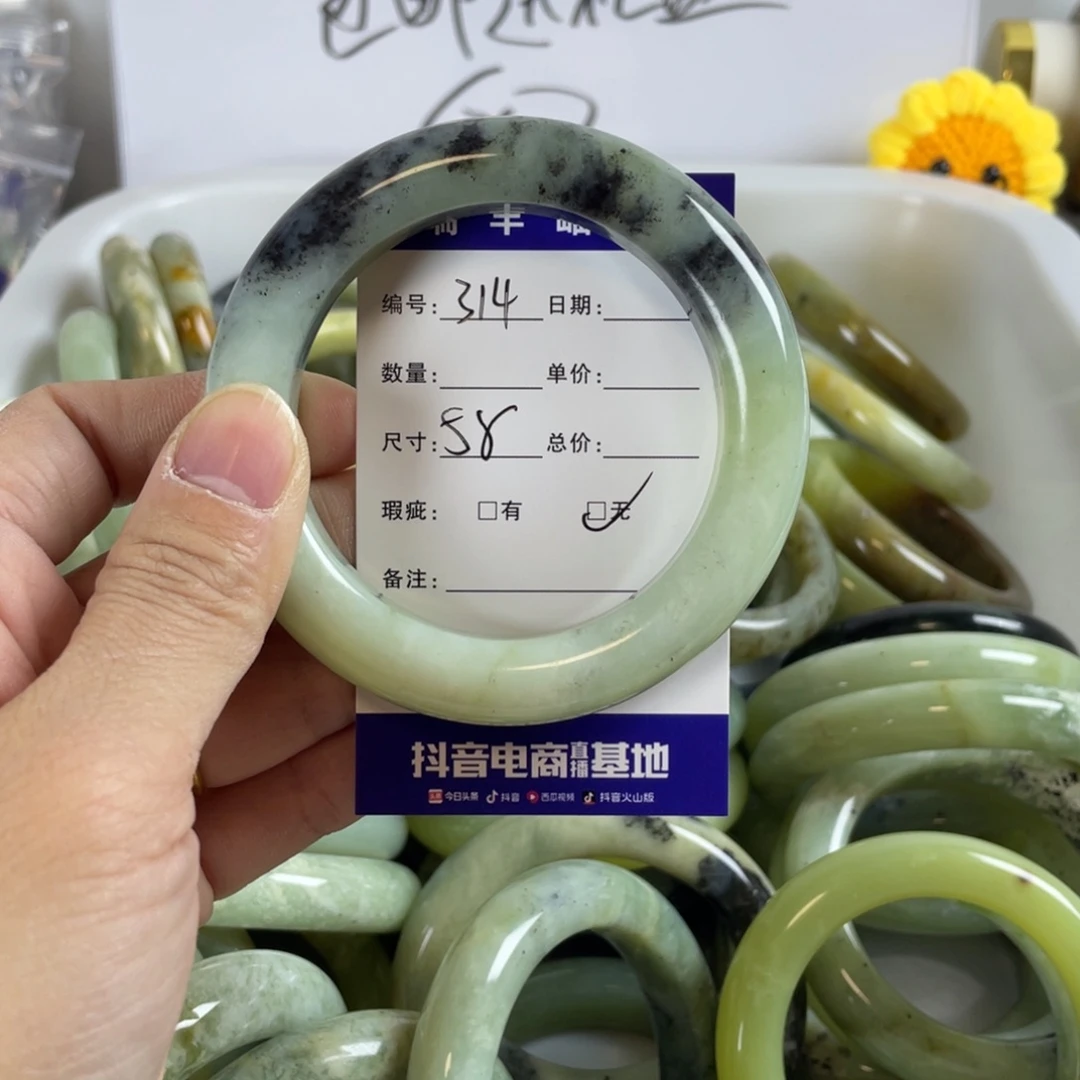 编号: 314 日期:
数量: 单价:
尺寸: 58 总价:
瑕疵: □有 □无
备注:
抖音电商直播基地
头条 今日头条 抖音 西瓜视频 抖音火山版